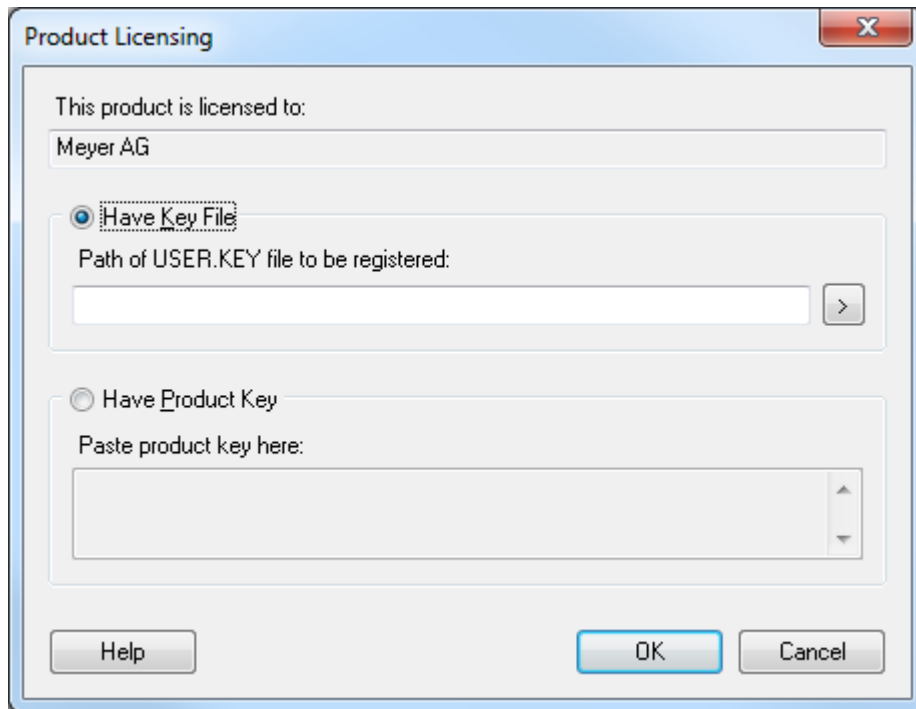 Product Licensing
This product is licensed to:
Meyer AG
Have Key File
Path of USER.KEY file to be registered:
>
Have Product Key
Paste product key here:
Help OK Cancel